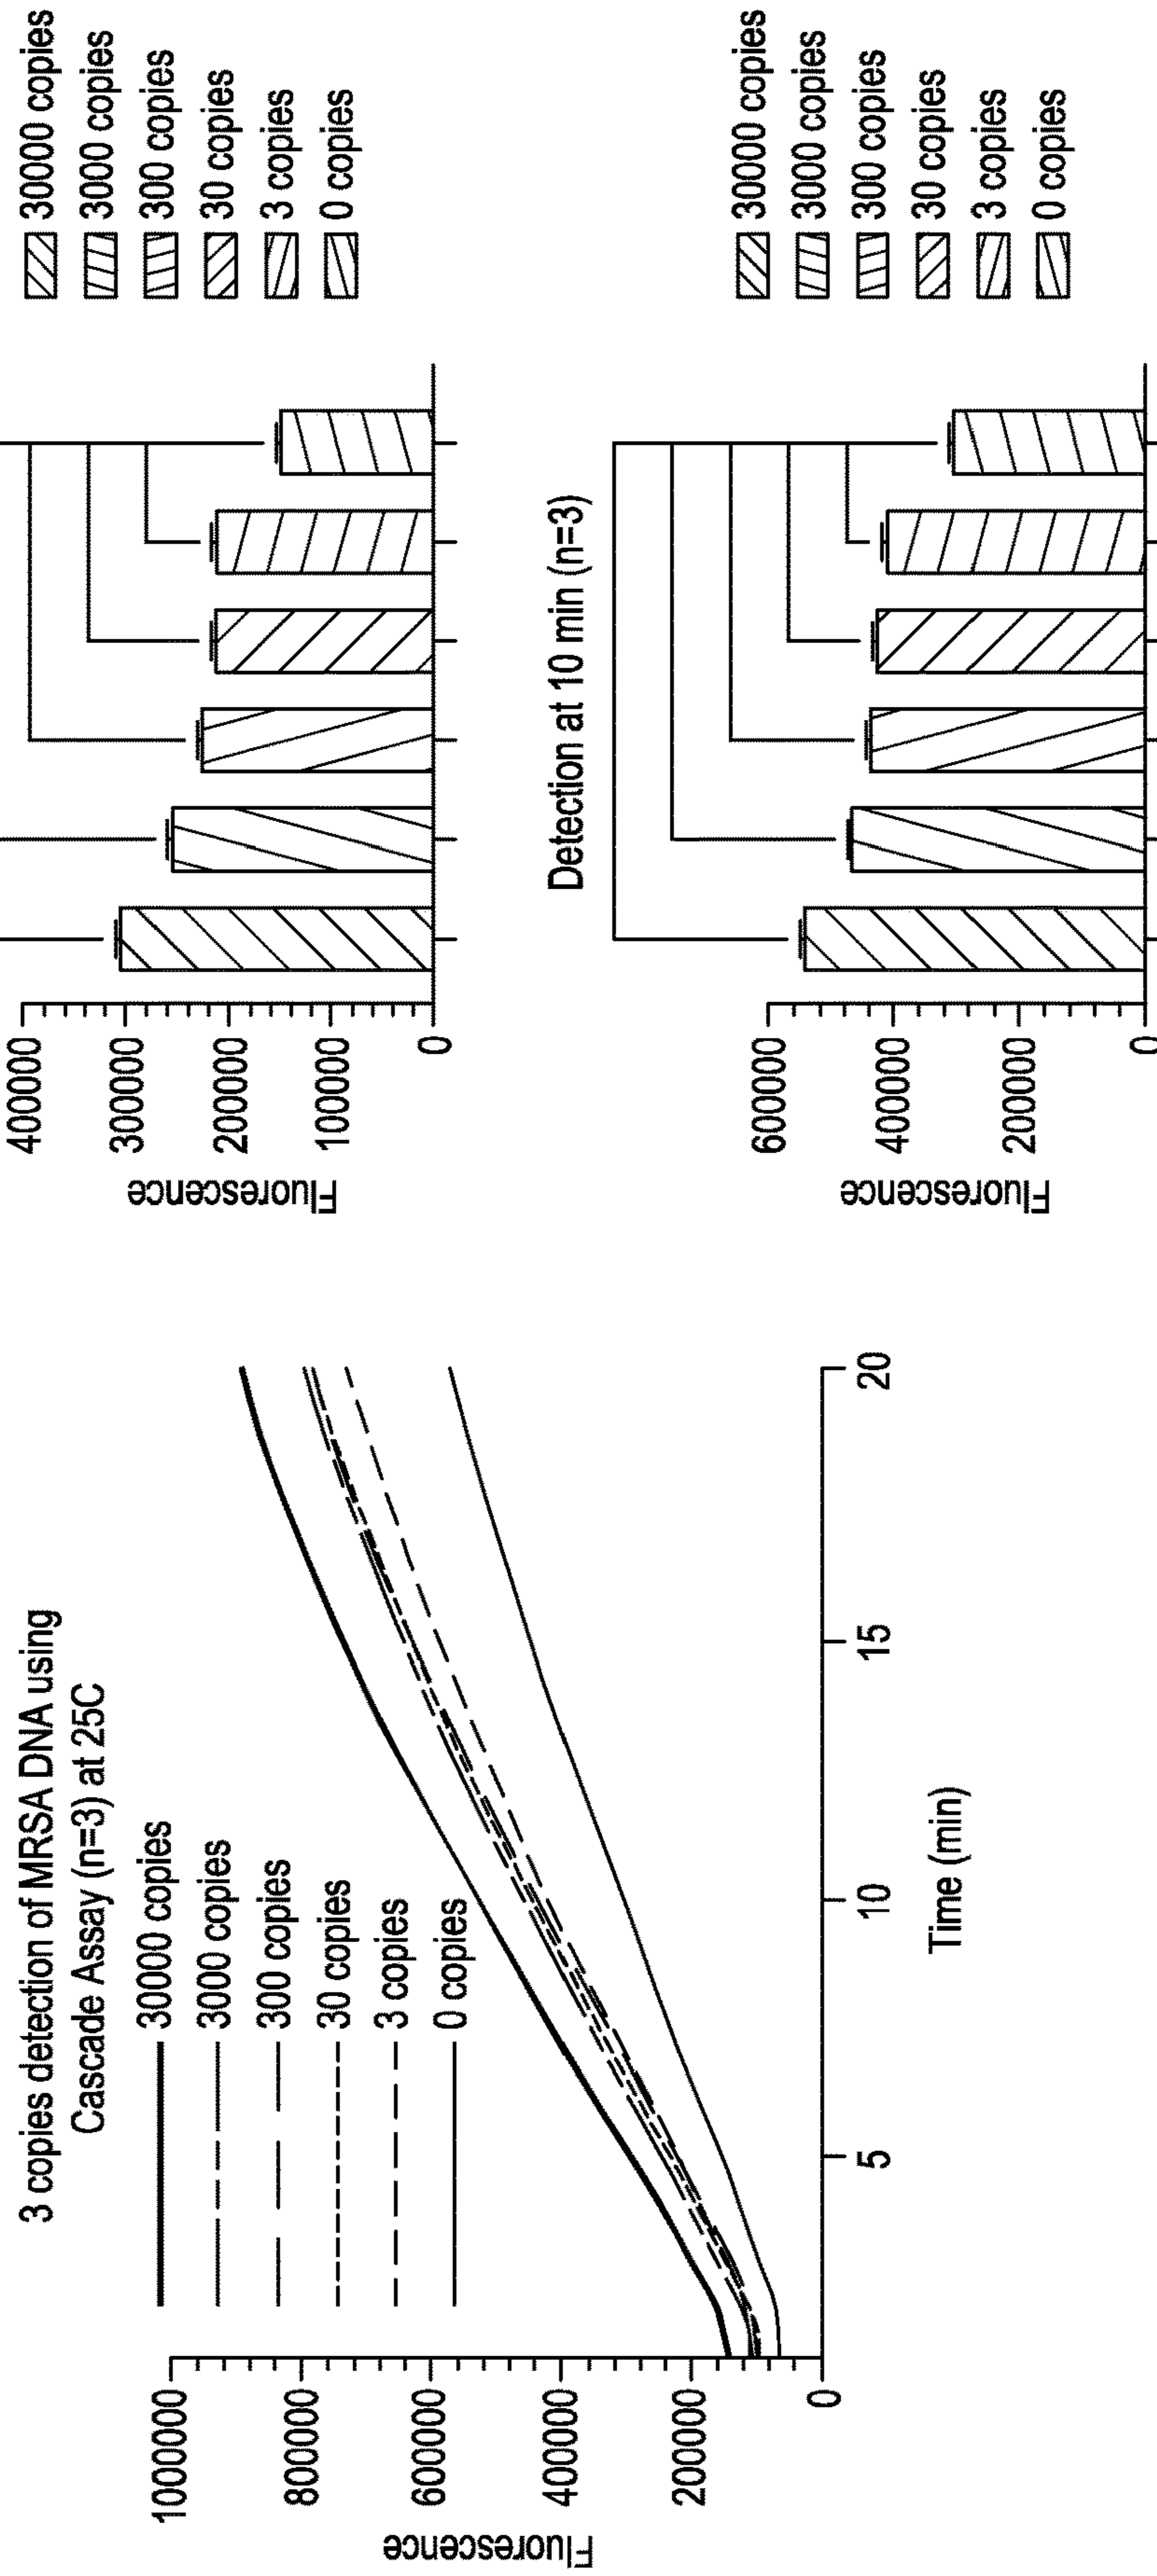 3 copies detection of MRSA DNA using
Cascade Assay (n=3) at 25C
30000 copies
3000 copies
300 copies
30 copies
3 copies
0 copies
Fluorescence
1000000
800000
600000
400000
200000
0
5
10
15
20
Time (min)
Fluorescence
400000
300000
200000
100000
0
30000 copies
3000 copies
300 copies
30 copies
3 copies
0 copies
Detection at 10 min (n=3)
Fluorescence
600000
400000
200000
0
30000 copies
3000 copies
300 copies
30 copies
3 copies
0 copies